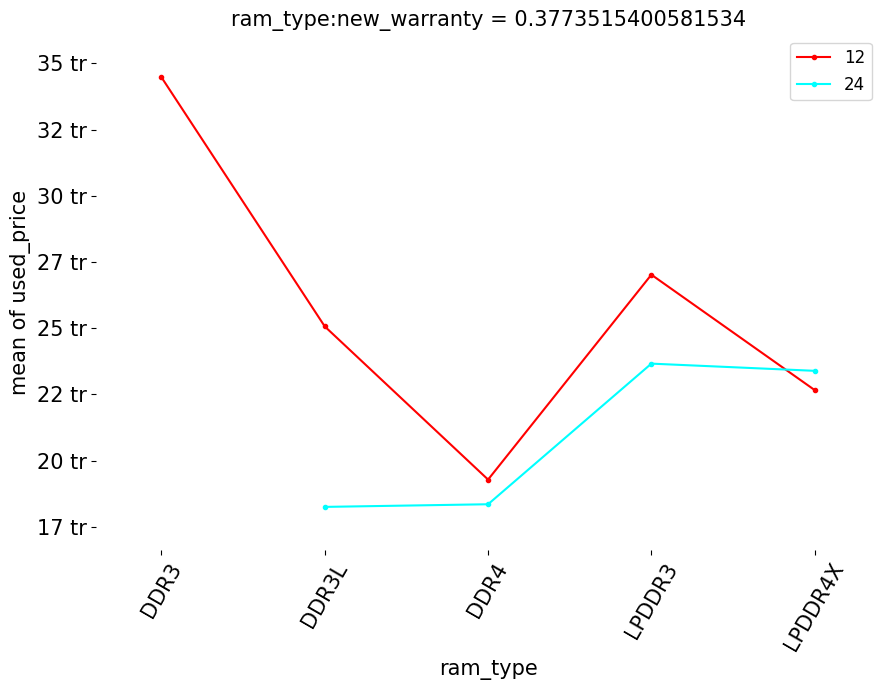 ram_type:new_warranty = 0.3773515400581534
12
24
35 tr
32 tr
30 tr
27 tr
25 tr
22 tr
20 tr
17 tr
mean of used_price
DDR3
DDR3L
DDR4
LPDDR3
LPDDR4X
ram_type